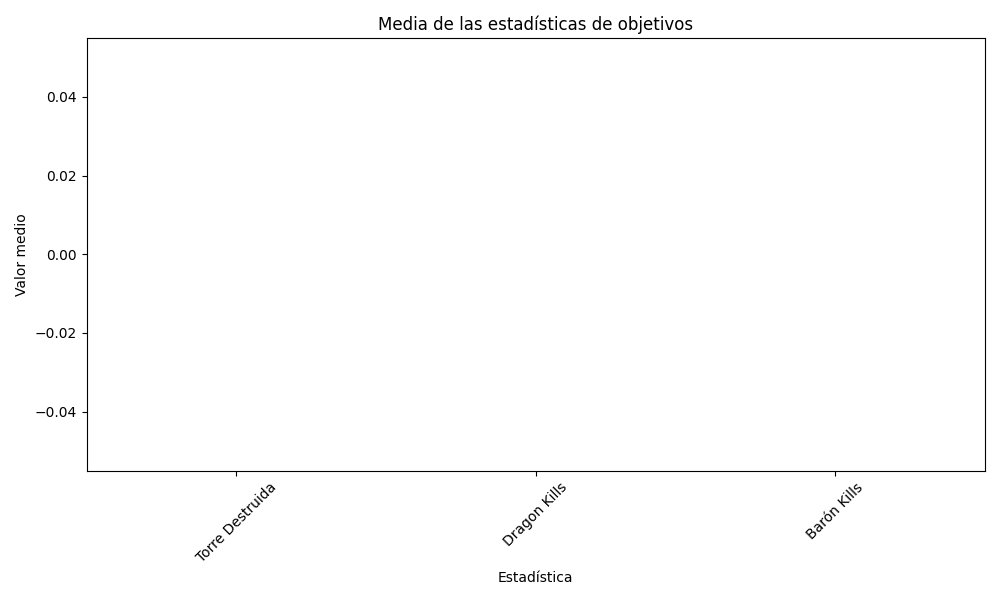 Media de las estadísticas de objetivos
Valor medio
0.04
0.02
0.00
−0.02
−0.04
Torre Destruida
Dragon Kills
Barón Kills
Estadística